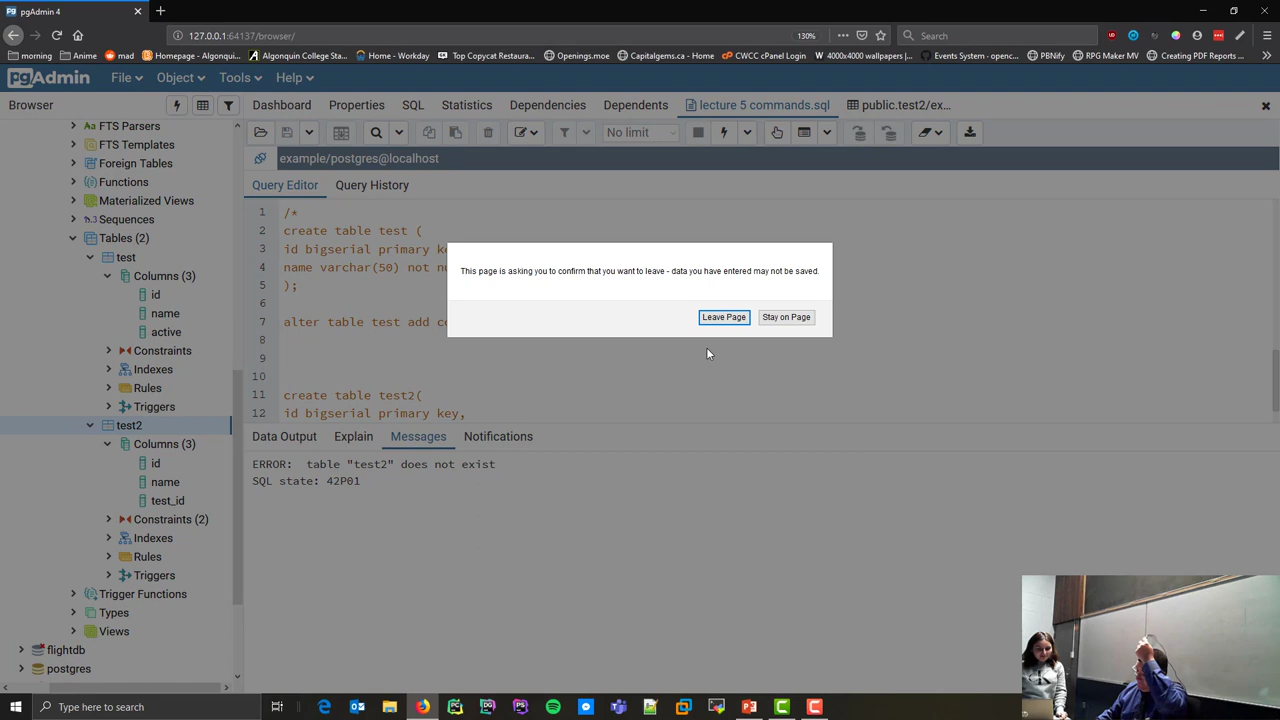 pgAdmin 4
127.0.0.1:64137/browser/
130%
Search
morning
Anime
mad
Homepage - Algonqui...
Algonquin College Sta...
Home - Workday
Top Copycat Restaura...
Openings.moe
Capitalgems.ca - Home
CWCC cPanel Login
4000x4000 wallpapers |...
Events System - openc...
PBNify
RPG Maker MV
Creating PDF Reports ...
pgAdmin
File
Object
Tools
Help
Browser
Dashboard
Properties
SQL
Statistics
Dependencies
Dependents
lecture 5 commands.sql
public.test2/ex...
No limit
example/postgres@localhost
Query Editor
Query History
FTS Parsers
FTS Templates
Foreign Tables
Functions
Materialized Views
1..3 Sequences
Tables (2)
test
Columns (3)
id
name
active
Constraints
Indexes
Rules
Triggers
test2
Columns (3)
id
name
test_id
Constraints (2)
Indexes
Rules
Triggers
Trigger Functions
Types
Views
flightdb
postgres
1 /*
2 create table test (
3 id bigserial primary ke
4 name varchar(50) not nu
5 );
6
7 alter table test add co
8
9
10
11 create table test2(
12 id bigserial primary key,
This page is asking you to confirm that you want to leave - data you have entered may not be saved.
Leave Page
Stay on Page
Data Output
Explain
Messages
Notifications
ERROR: table "test2" does not exist
SQL state: 42P01
Type here to search